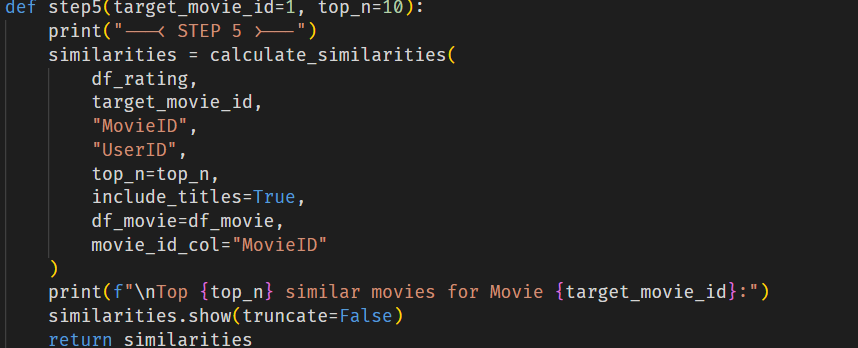 def step5(target_movie_id=1, top_n=10):
    print("---< STEP 5 >---")
    similarities = calculate_similarities(
        df_rating,
        target_movie_id,
        "MovieID",
        "UserID",
        top_n=top_n,
        include_titles=True,
        df_movie=df_movie,
        movie_id_col="MovieID"
    )
    print(f"\nTop {top_n} similar movies for Movie {target_movie_id}:")
    similarities.show(truncate=False)
    return similarities